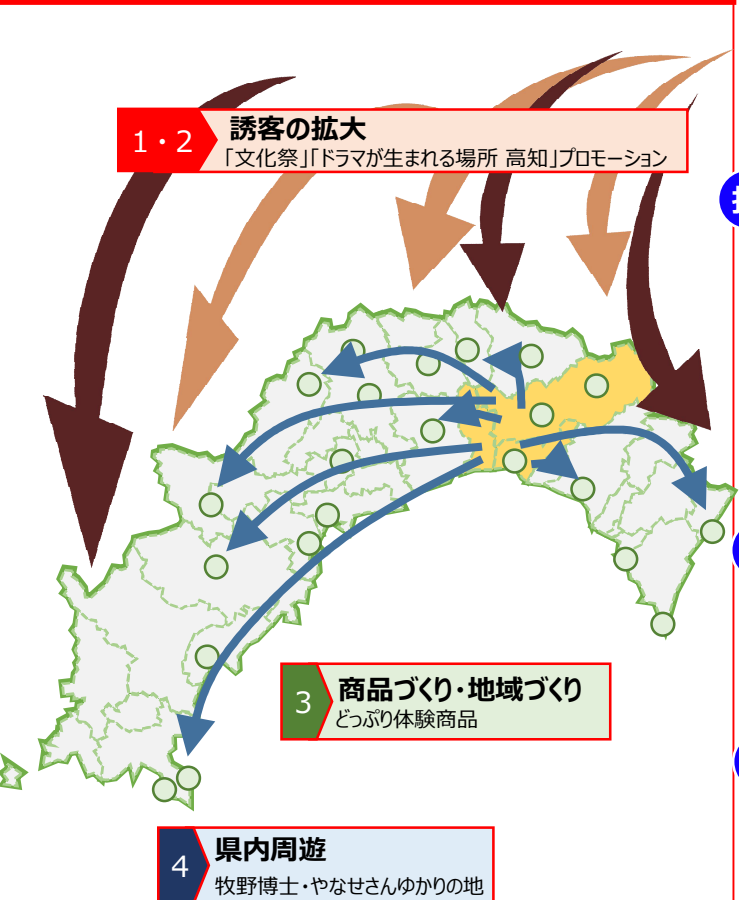 1・2
誘客の拡大
「文化祭」「ドラマが生まれる場所 高知」プロモーション
3
商品づくり・地域づくり
どっぷり体験商品
4
県内周遊
牧野博士・やなせさんゆかりの地